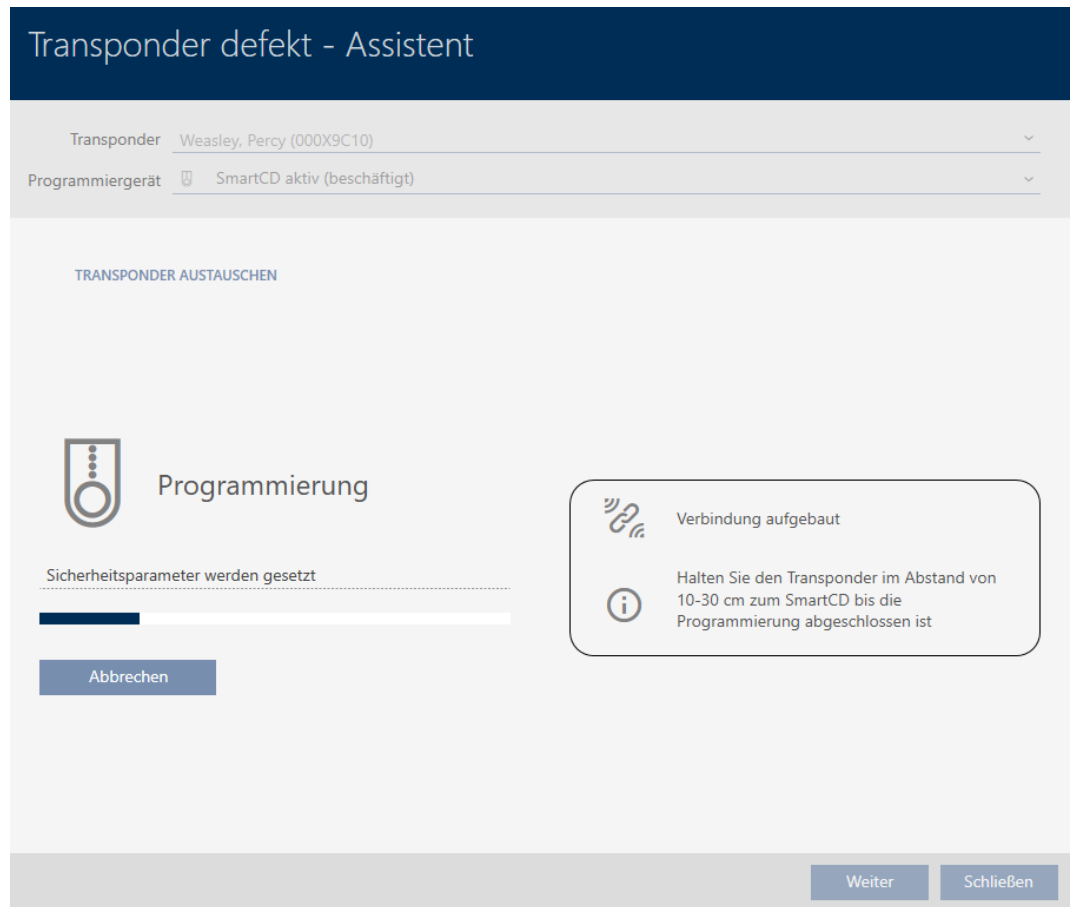 Transponder defekt - Assistent
Transponder Weasley, Percy (000X9C10)
Programmiergerät SmartCD aktiv (beschäftigt)
TRANSPONDER AUSTAUSCHEN
Programmierung
Sicherheitsparameter werden gesetzt
Abbrechen
Verbindung aufgebaut
Halten Sie den Transponder im Abstand von
10-30 cm zum SmartCD bis die
Programmierung abgeschlossen ist
Weiter Schließen